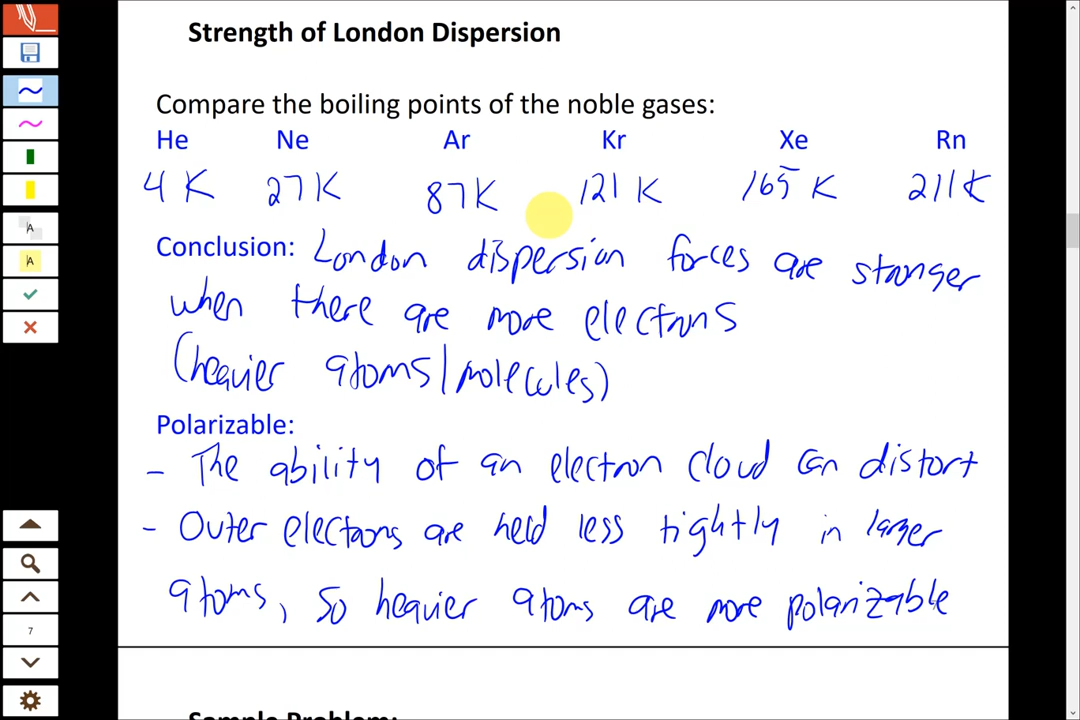 Strength of London Dispersion
Compare the boiling points of the noble gases:
He Ne Ar Kr Xe Rn
4 K 27 K 87 K 121 K 165 K 211 K
Conclusion: London dispersion forces are stronger
when there are more electrons
(heavier atoms/molecules)
Polarizable:
- The ability of an electron cloud can distort
- Outer electrons are held less tightly in larger
atoms, so heavier atoms are more polarizable
7
Sample Problem: